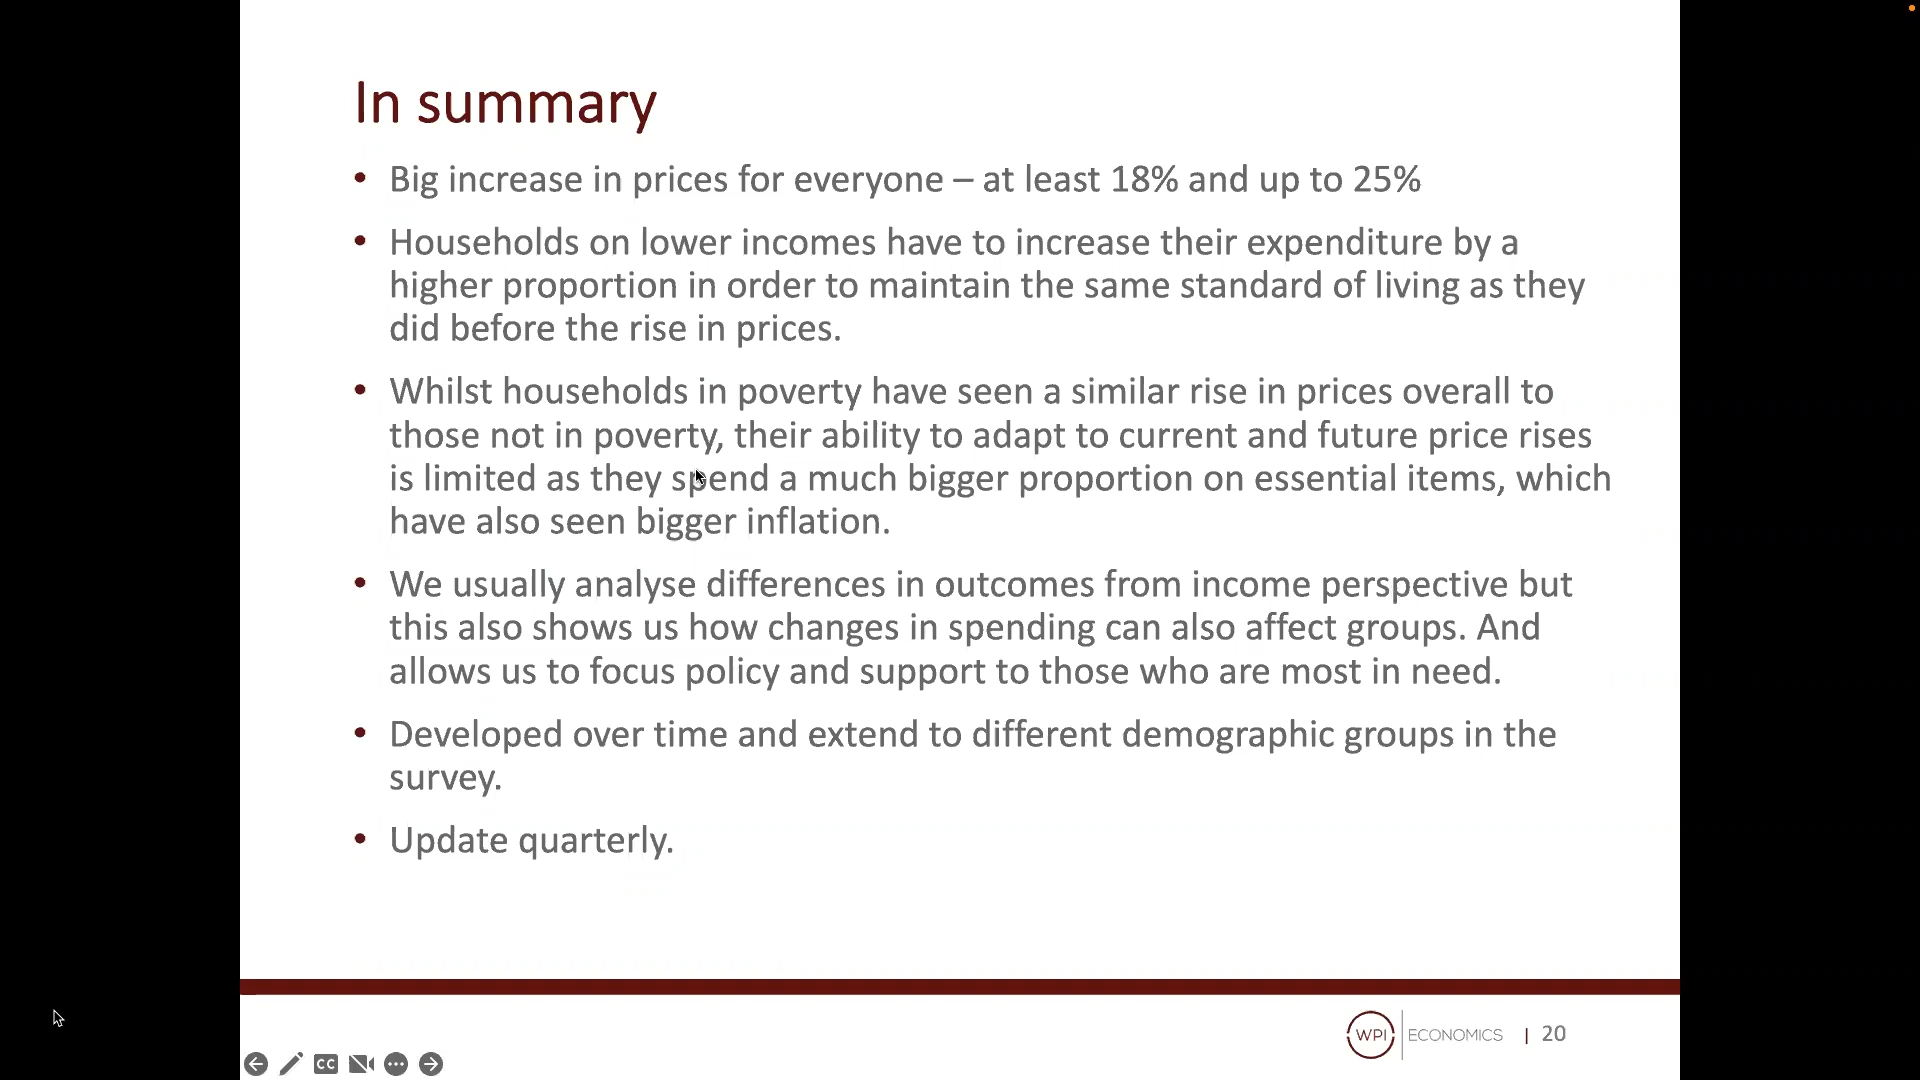 In summary
• Big increase in prices for everyone – at least 18% and up to 25%
• Households on lower incomes have to increase their expenditure by a
higher proportion in order to maintain the same standard of living as they
did before the rise in prices.
• Whilst households in poverty have seen a similar rise in prices overall to
those not in poverty, their ability to adapt to current and future price rises
is limited as they spend a much bigger proportion on essential items, which
have also seen bigger inflation.
• We usually analyse differences in outcomes from income perspective but
this also shows us how changes in spending can also affect groups. And
allows us to focus policy and support to those who are most in need.
• Developed over time and extend to different demographic groups in the
survey.
• Update quarterly.
WPI ECONOMICS | 20
CC